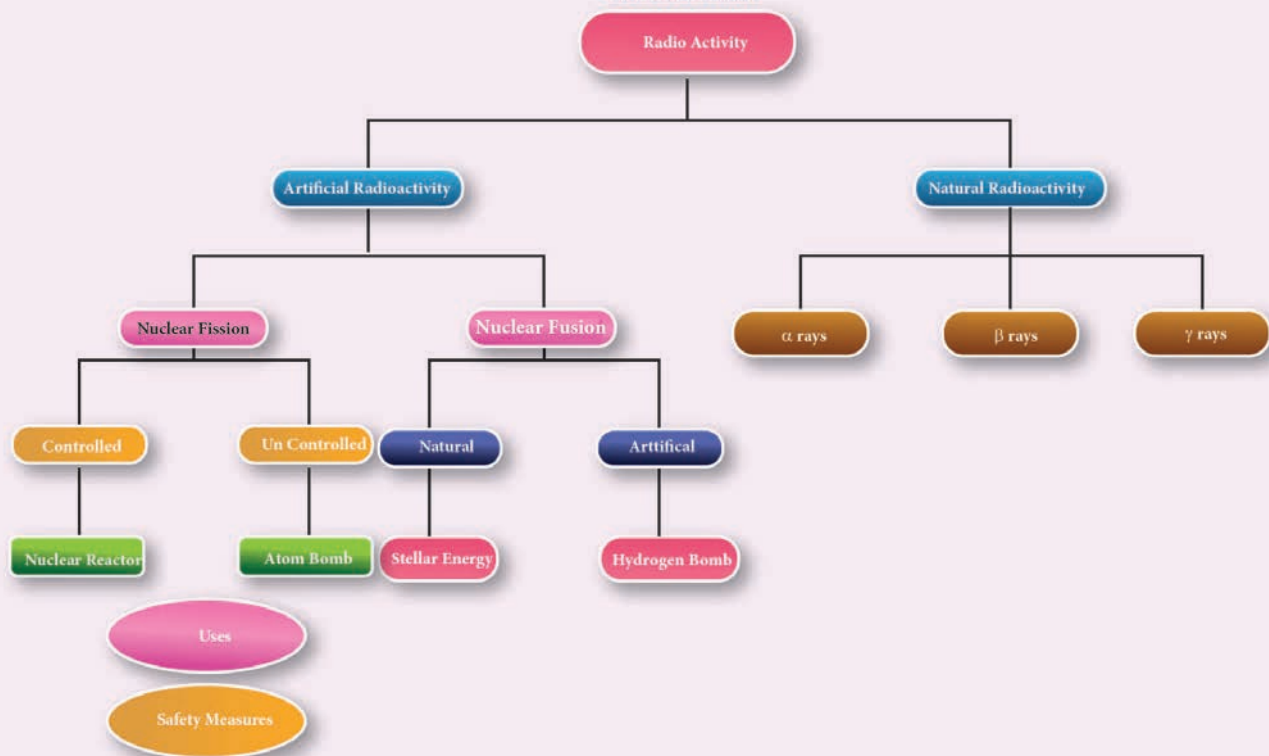 Radio Activity
Artificial Radioactivity
Natural Radioactivity
Nuclear Fission
Nuclear Fusion
α rays
β rays
γ rays
Controlled
Un Controlled
Natural
Arttifical
Nuclear Reactor
Atom Bomb
Stellar Energy
Hydrogen Bomb
Uses
Safety Measures